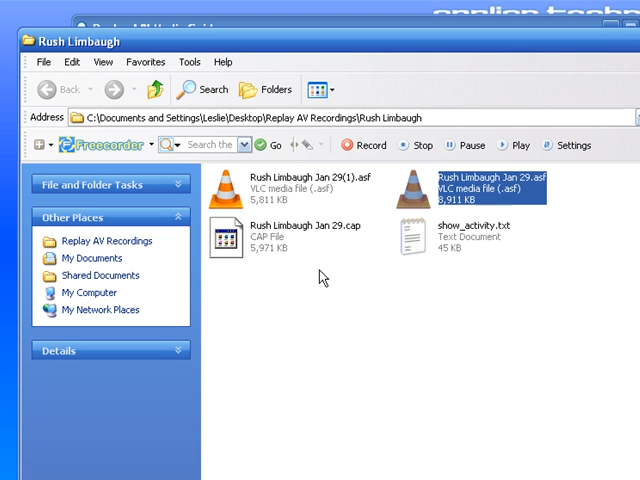 Rush Limbaugh
File Edit View Favorites Tools Help
Back Search Folders
Address C:\Documents and Settings\Leslie\Desktop\Replay AV Recordings\Rush Limbaugh
Freecorder Search the Go Record Stop Pause Play Settings
File and Folder Tasks
Other Places
Replay AV Recordings
My Documents
Shared Documents
My Computer
My Network Places
Details
Rush Limbaugh Jan 29(1).asf
VLC media file (.asf)
5,811 KB
Rush Limbaugh Jan 29.asf
VLC media file (.asf)
8,911 KB
Rush Limbaugh Jan 29.cap
CAP File
5,971 KB
show_activity.txt
Text Document
45 KB